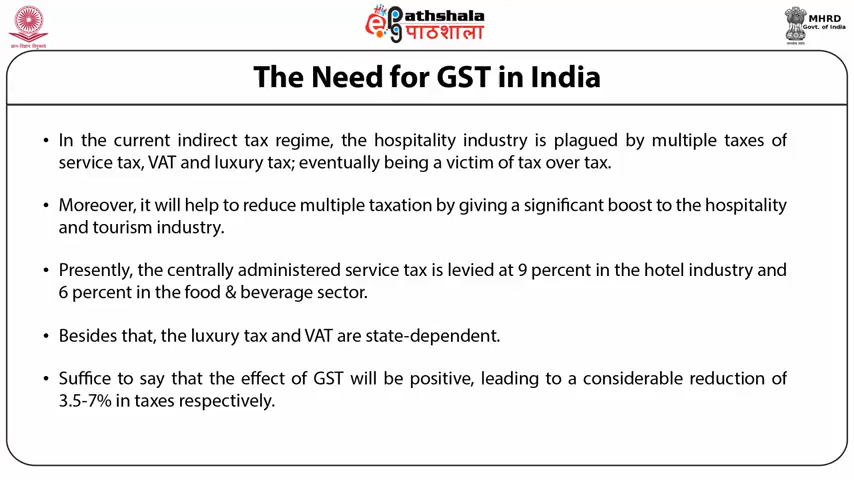 ePathshala
पाठशाला
MHRD
Govt. of India
The Need for GST in India
• In the current indirect tax regime, the hospitality industry is plagued by multiple taxes of
service tax, VAT and luxury tax; eventually being a victim of tax over tax.
• Moreover, it will help to reduce multiple taxation by giving a significant boost to the hospitality
and tourism industry.
• Presently, the centrally administered service tax is levied at 9 percent in the hotel industry and
6 percent in the food & beverage sector.
• Besides that, the luxury tax and VAT are state-dependent.
• Suffice to say that the effect of GST will be positive, leading to a considerable reduction of
3.5-7% in taxes respectively.